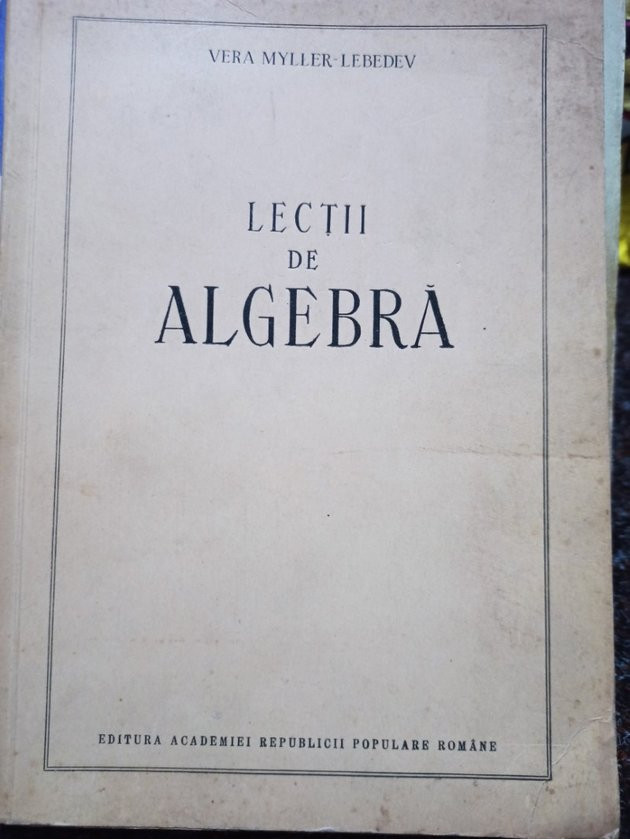 VERA MYLLER-LEBEDEV
LECȚII
DE
ALGEBRĂ
EDITURA ACADEMIEI REPUBLICII POPULARE ROMÂNE